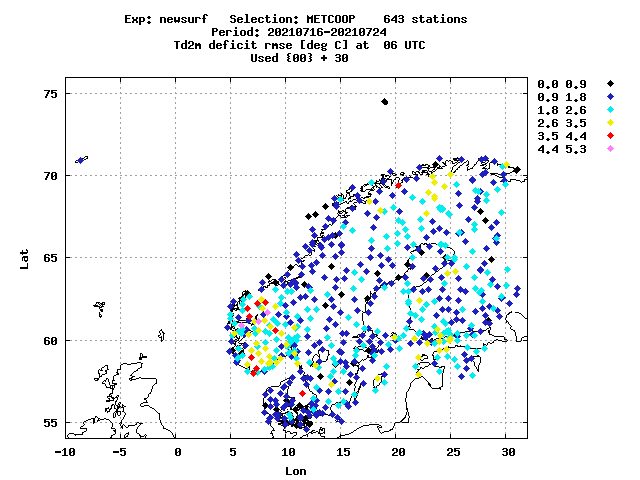 Exp: newsurf   Selection: METCOOP    643 stations
Period: 20210716-20210724
Td2m deficit rmse [deg C] at  06 UTC
Used {00} + 30
0.0 0.9
0.9 1.8
1.8 2.6
2.6 3.5
3.5 4.4
4.4 5.3
75
70
65
60
55
Lat
-10 -5 0 5 10 15 20 25 30
Lon